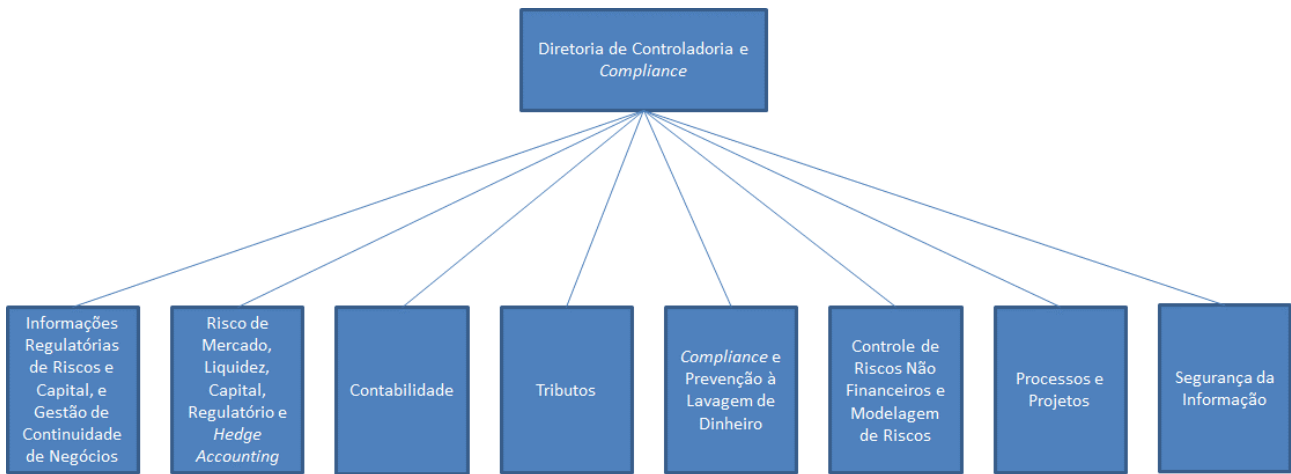 Diretoria de Controladoria e
Compliance
Informações
Regulatórias
de Riscos e
Capital, e
Gestão de
Continuidade
de Negócios
Risco de
Mercado,
Liquidez,
Capital,
Regulatório e
Hedge
Accounting
Contabilidade
Tributos
Compliance e
Prevenção à
Lavagem de
Dinheiro
Controle de
Riscos Não
Financeiros e
Modelagem
de Riscos
Processos e
Projetos
Segurança da
Informação